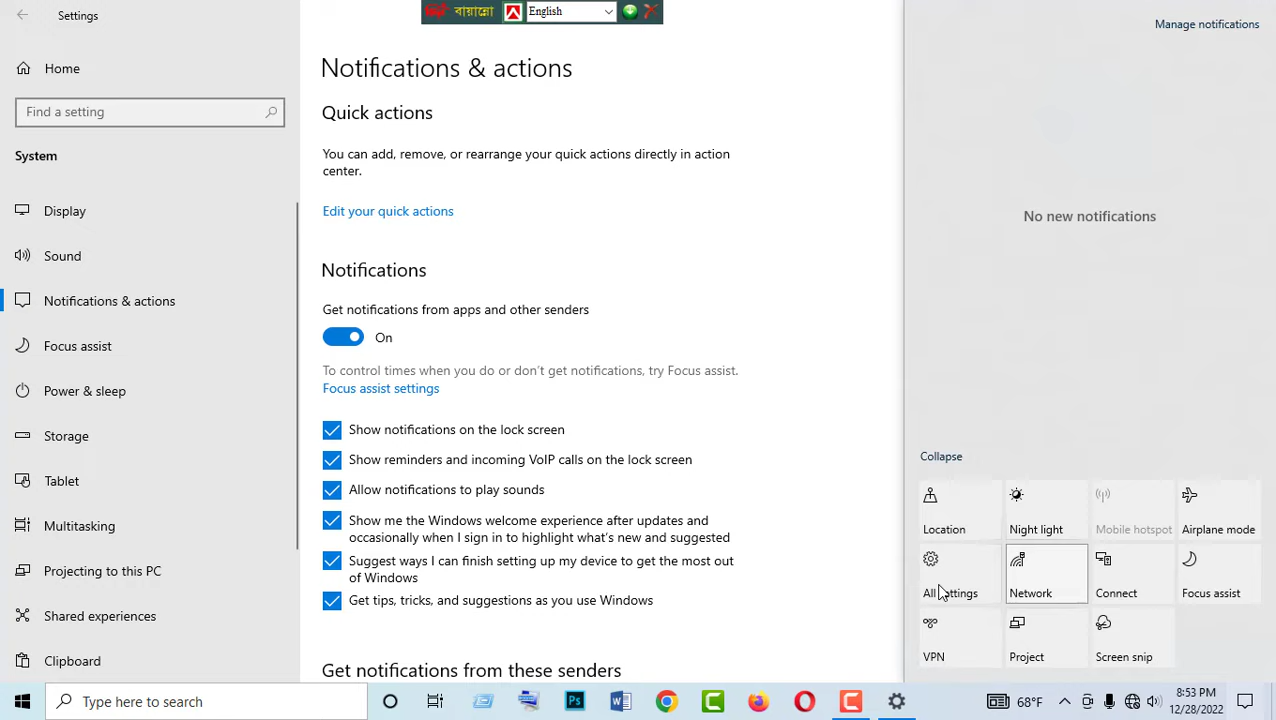 Settings
বায়ান্নো
English
Manage notifications
Home
Find a setting
System
Display
Sound
Notifications & actions
Focus assist
Power & sleep
Storage
Tablet
Multitasking
Projecting to this PC
Shared experiences
Clipboard
Notifications & actions
Quick actions
You can add, remove, or rearrange your quick actions directly in action
center.
Edit your quick actions
Notifications
Get notifications from apps and other senders
On
To control times when you do or don't get notifications, try Focus assist.
Focus assist settings
Show notifications on the lock screen
Show reminders and incoming VoIP calls on the lock screen
Allow notifications to play sounds
Show me the Windows welcome experience after updates and
occasionally when I sign in to highlight what's new and suggested
Suggest ways I can finish setting up my device to get the most out
of Windows
Get tips, tricks, and suggestions as you use Windows
Get notifications from these senders
No new notifications
Collapse
Location
Night light
Mobile hotspot
Airplane mode
All settings
Network
Connect
Focus assist
VPN
Project
Screen snip
Type here to search
Ps
W
C
C
68°F
3:53 PM
12/28/2022